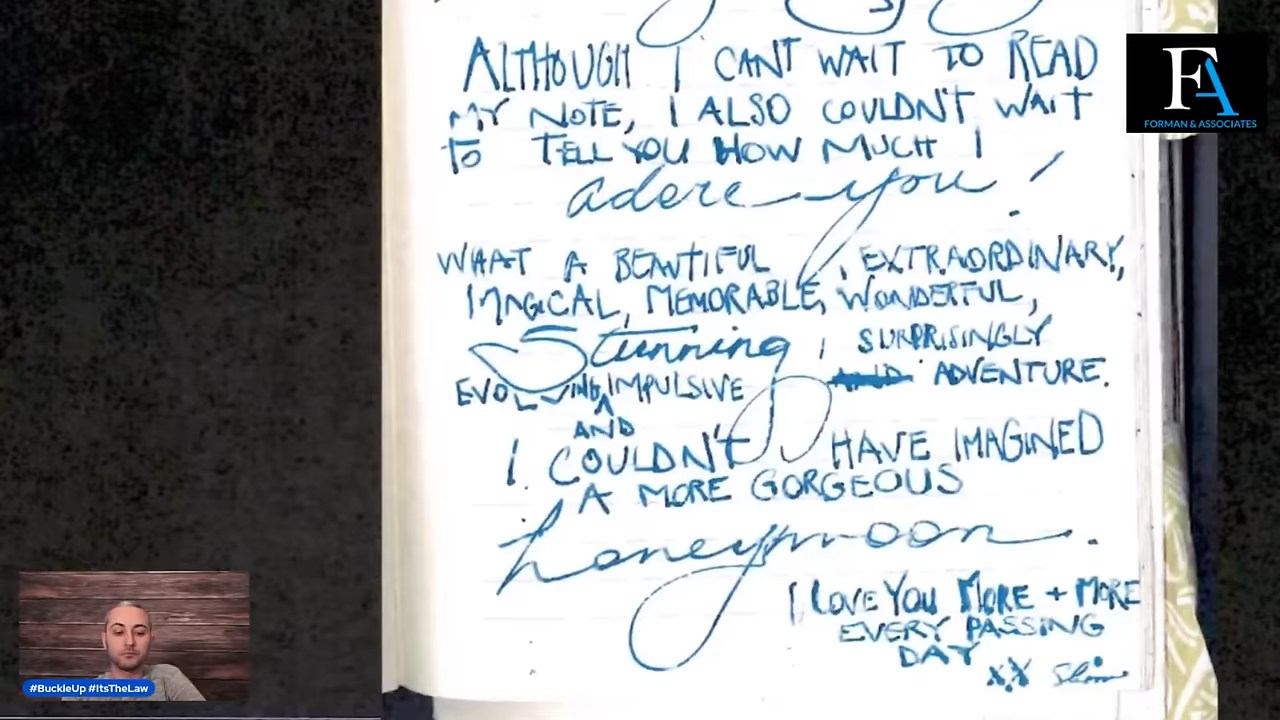 ALTHOUGH I CANT WAIT TO READ
MY NOTE, I ALSO COULDN'T WAIT
TO TELL YOU HOW MUCH I
adore you!
WHAT A BEAUTIFUL, EXTRAORDINARY,
MAGICAL, MEMORABLE, WONDERFUL,
Stunning, SURPRISINGLY
EVOLVING, IMPULSIVE ADVENTURE.
AND
I COULDN'T HAVE IMAGINED
A MORE GORGEOUS
honeymoon.
I LOVE YOU MORE + MORE
EVERY PASSING
DAY
XX Slim
FA
FORMAN & ASSOCIATES
#BuckleUp #ItsTheLaw